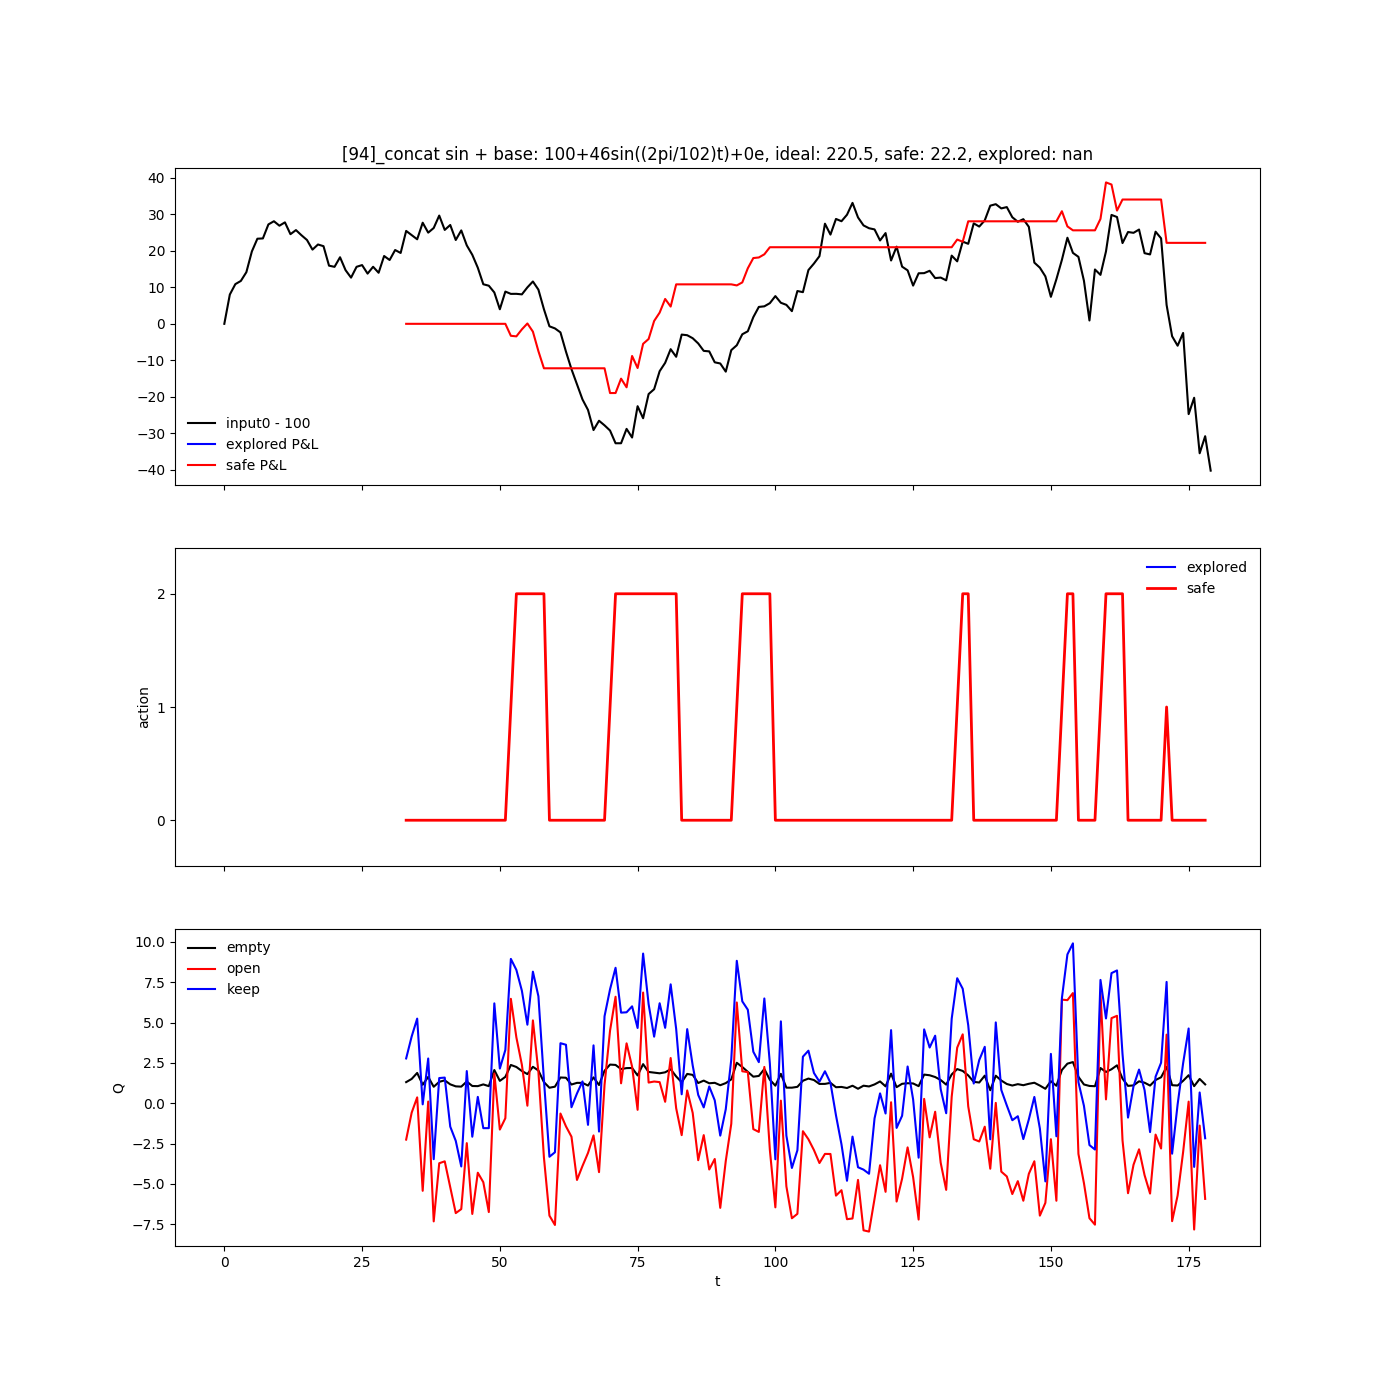 [94]_concat sin + base: 100+46sin((2pi/102)t)+0e, ideal: 220.5, safe: 22.2, explored: nan
40
30
20
10
0
−10
−20
−30
−40
input0 - 100
explored P&L
safe P&L
explored
safe
2
1
0
action
empty
open
keep
10.0
7.5
5.0
2.5
0.0
−2.5
−5.0
−7.5
Q
0 25 50 75 100 125 150 175
t